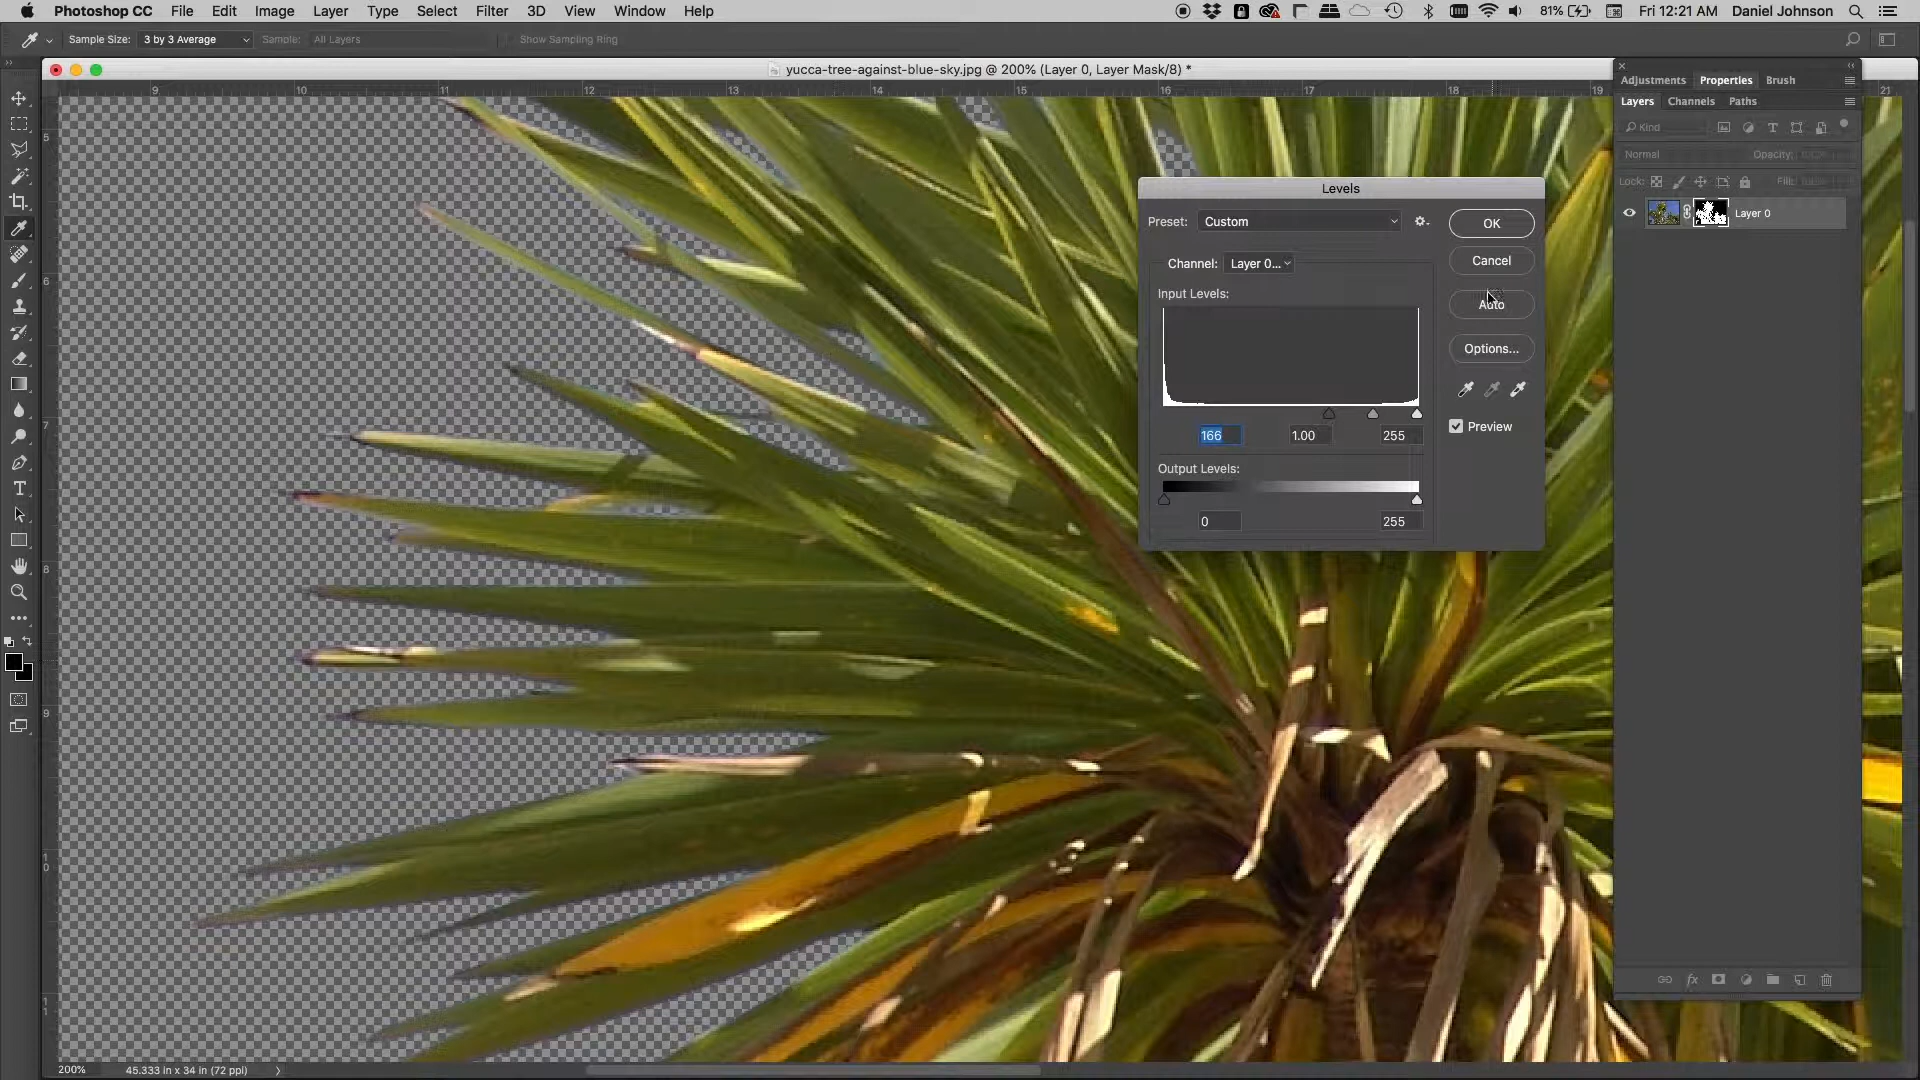 Photoshop CC File Edit Image Layer Type Select Filter 3D View Window Help 81% Fri 12:21 AM Daniel Johnson
Sample Size: 3 by 3 Average Sample: All Layers Show Sampling Ring
yucca-tree-against-blue-sky.jpg @ 200% (Layer 0, Layer Mask/8) *
9 10 11 12 13 14 15 16 17 18 19 21
5
6
7
8
9
10
11
Adjustments Properties Brush
Layers Channels Paths
Kind
Normal Opacity:
Lock: Fill:
Layer 0
Levels
Preset: Custom OK
Channel: Layer 0... Cancel
Input Levels: Auto
Options...
166 1.00 255 Preview
Output Levels:
0 255
200% 45.333 in x 34 in (72 ppi)